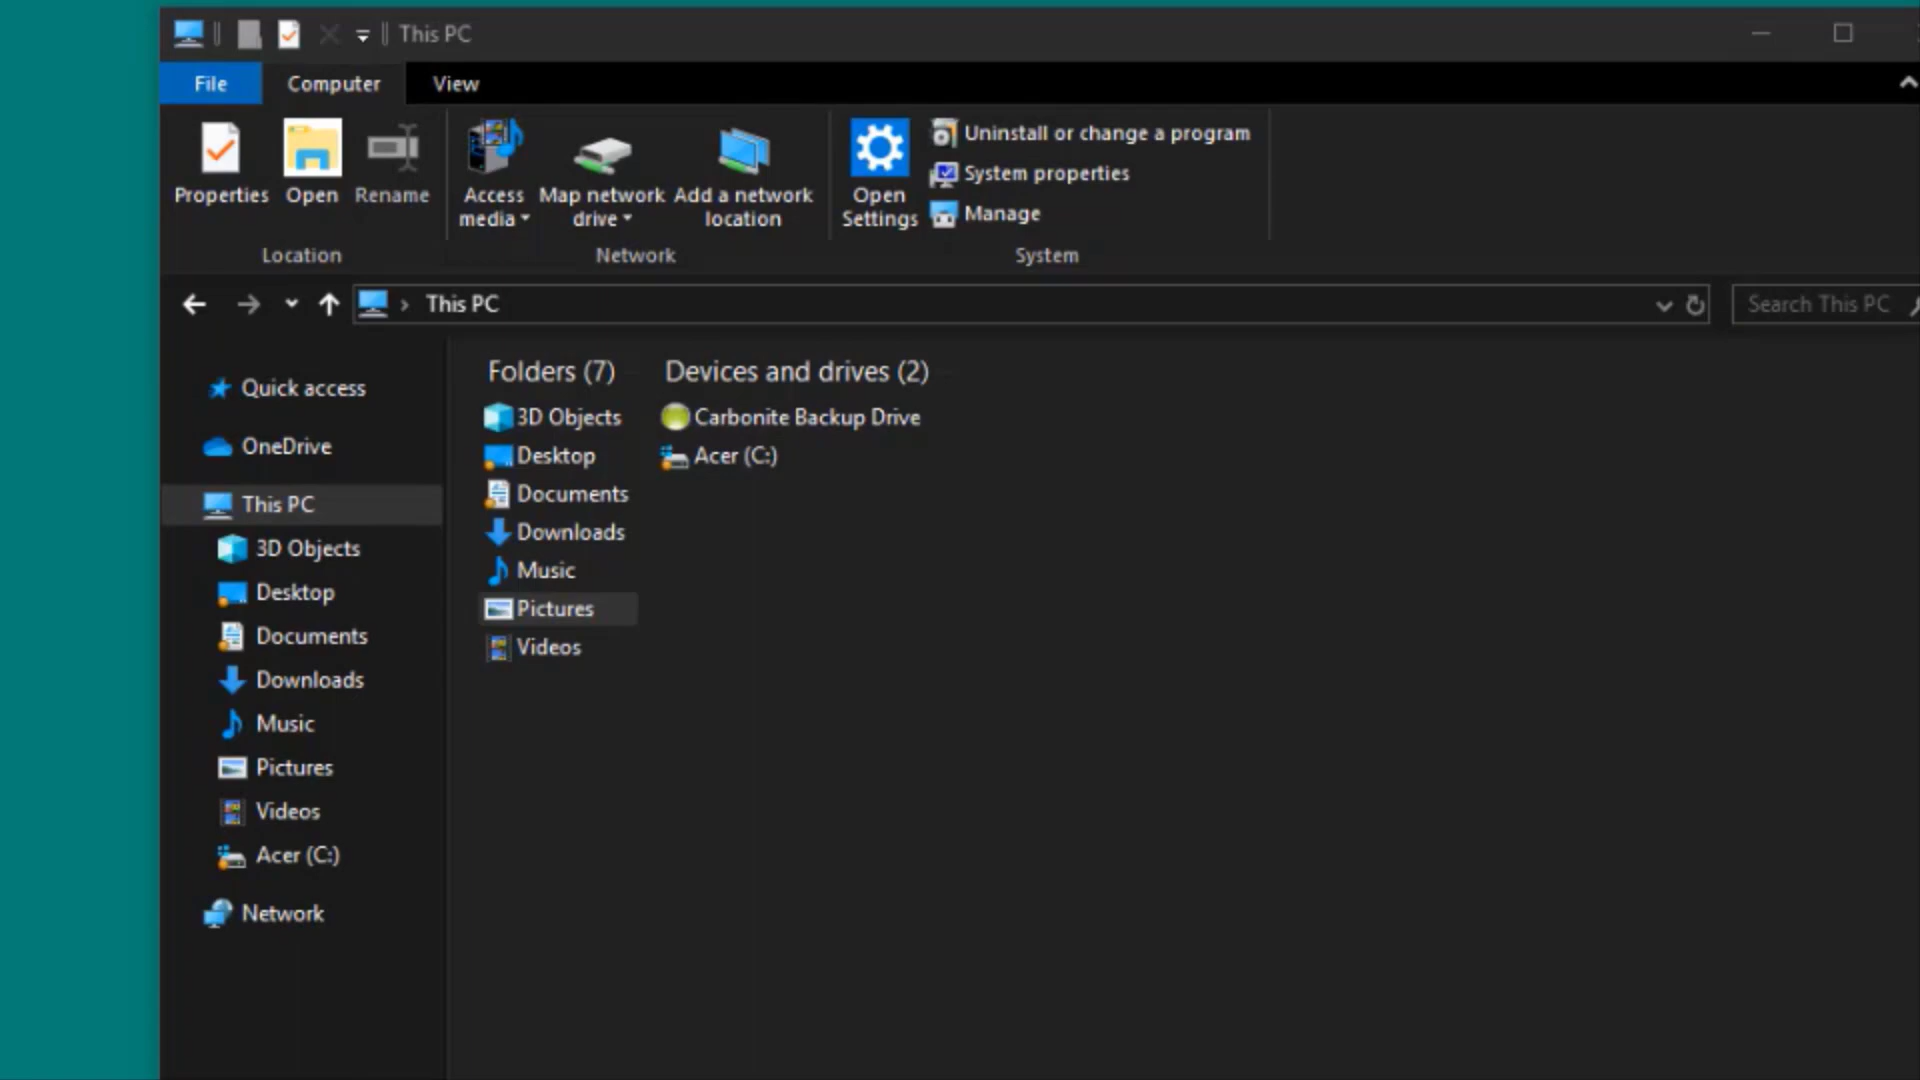 This PC
File Computer View
Properties Open Rename Access media Map network drive Add a network location Open Settings
Uninstall or change a program
System properties
Manage
Location Network System
This PC
Search This PC
Quick access
OneDrive
This PC
3D Objects
Desktop
Documents
Downloads
Music
Pictures
Videos
Acer (C:)
Network
Folders (7)
3D Objects
Desktop
Documents
Downloads
Music
Pictures
Videos
Devices and drives (2)
Carbonite Backup Drive
Acer (C:)